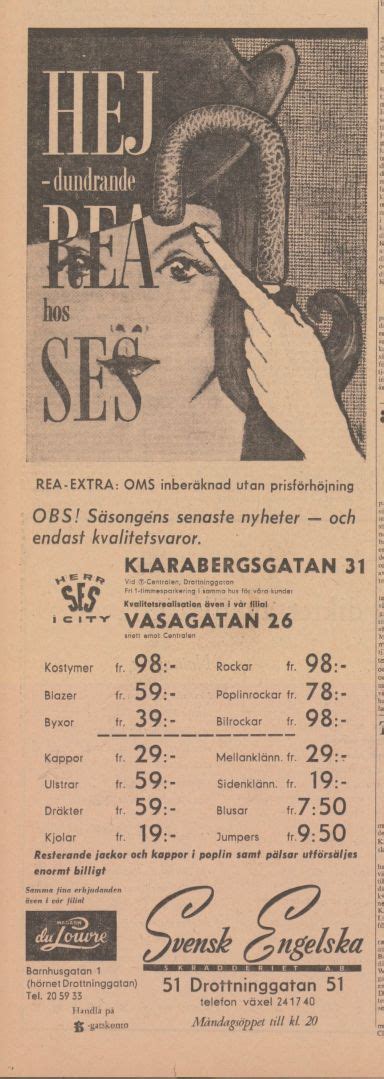 HEJ
- dundrande
REA
hos
SES
REA-EXTRA: OMS inberäknad utan prisförhöjning
OBS! Säsongens senaste nyheter — och
endast kvalitetsvaror.
HERR
SES
i CITY
KLARABERGSGATAN 31
Vid T-Centralen, Drottninggatan
Fri 1-timmesparkering i samma hus för våra kunder
Kvalitetsrealisation även i vår filial
VASAGATAN 26
snett emot Centralen
Kostymer fr. 98:- Rockar fr. 98:-
Blazer fr. 59:- Poplinrockar fr. 78:-
Byxor fr. 39:- Bilrockar fr. 98:-
Kappor fr. 29:- Mellanklänn. fr. 29:-
Ulstrar fr. 59:- Sidenklänn. fr. 19:-
Dräkter fr. 59:- Blusar fr. 7:50
Kjolar fr. 19:- Jumpers fr. 9:50
Resterande jackor och kappor i poplin samt pälsar utförsäljes
enormt billigt
Samma fina erbjudanden
även i vår filial
MAGASIN
du Louvre
Barnhusgatan 1
(hörnet Drottninggatan)
Tel. 20 59 33
Handla på
-gatskonto
Svensk Engelska
SKRÄDDERIET AB
51 Drottninggatan 51
telefon växel 24 17 40
Måndagsöppet till kl. 20